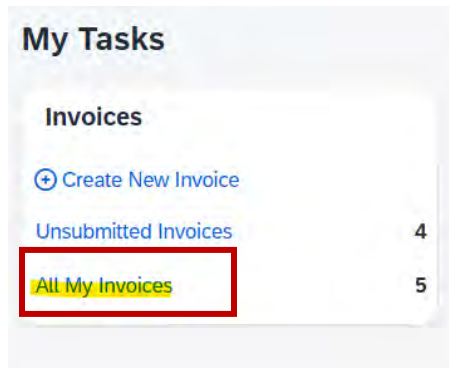 My Tasks
Invoices
Create New Invoice
Unsubmitted Invoices 4
All My Invoices 5